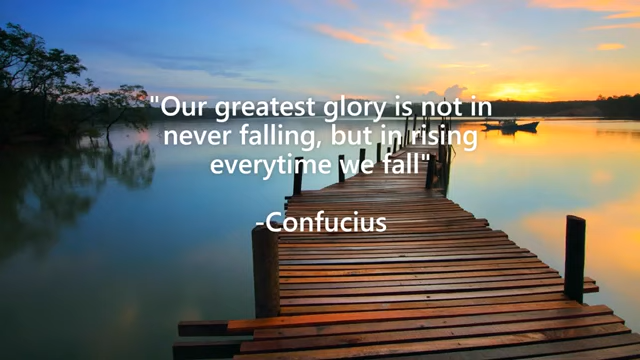 "Our greatest glory is not in
never falling, but in rising
everytime we fall"
-Confucius